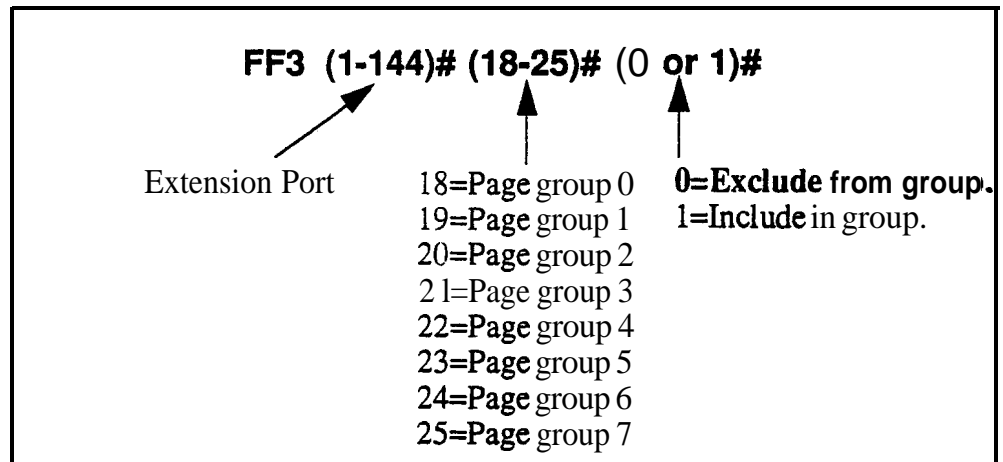 FF3 (1-144)# (18-25)# (0 or 1)#
Extension Port
18=Page group 0
19=Page group 1
20=Page group 2
21=Page group 3
22=Page group 4
23=Page group 5
24=Page group 6
25=Page group 7
0=Exclude from group.
1=Include in group.